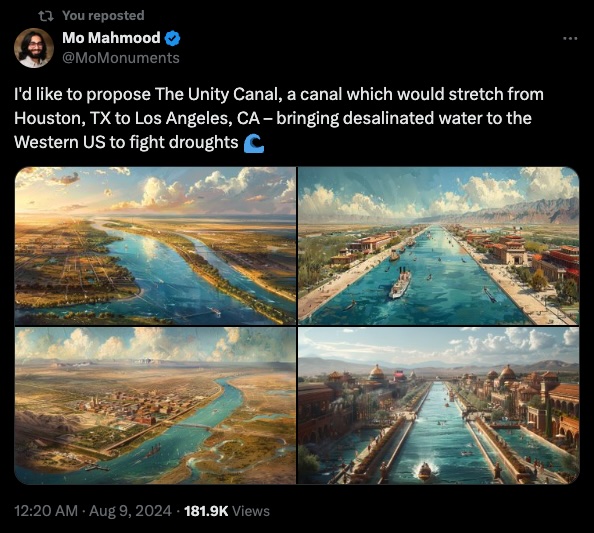 You reposted
Mo Mahmood
@MoMonuments
I'd like to propose The Unity Canal, a canal which would stretch from
Houston, TX to Los Angeles, CA – bringing desalinated water to the
Western US to fight droughts 🌊
12:20 AM · Aug 9, 2024 · 181.9K Views